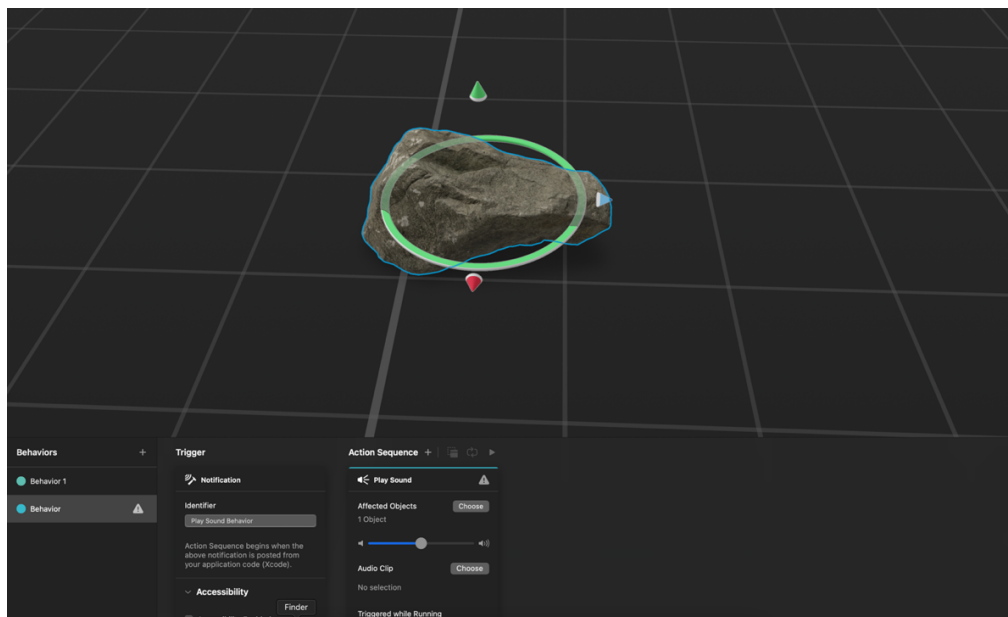 Behaviors +
Behavior 1
Behavior
Trigger
Notification
Identifier
Play Sound Behavior
Action Sequence begins when the
above notification is posted from
your application code (Xcode).
Accessibility
Finder
Action Sequence +
Play Sound
Affected Objects Choose
1 Object
Audio Clip Choose
No selection
Triggered while Running